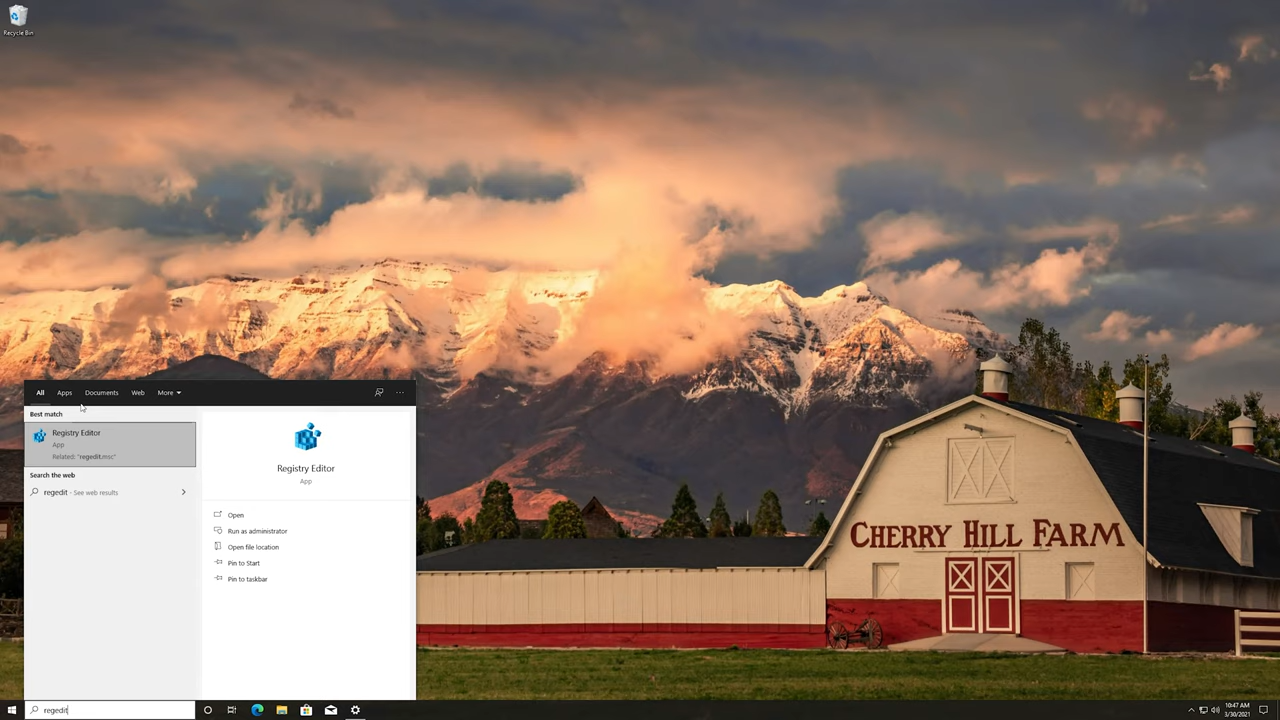 Recycle Bin
All Apps Documents Web More
Best match
Registry Editor
App
Related: "regedit.msc"
Search the web
regedit - See web results
Registry Editor
App
Open
Run as administrator
Open file location
Pin to Start
Pin to taskbar
CHERRY HILL FARM
regedit
10:47 AM
3/30/2021